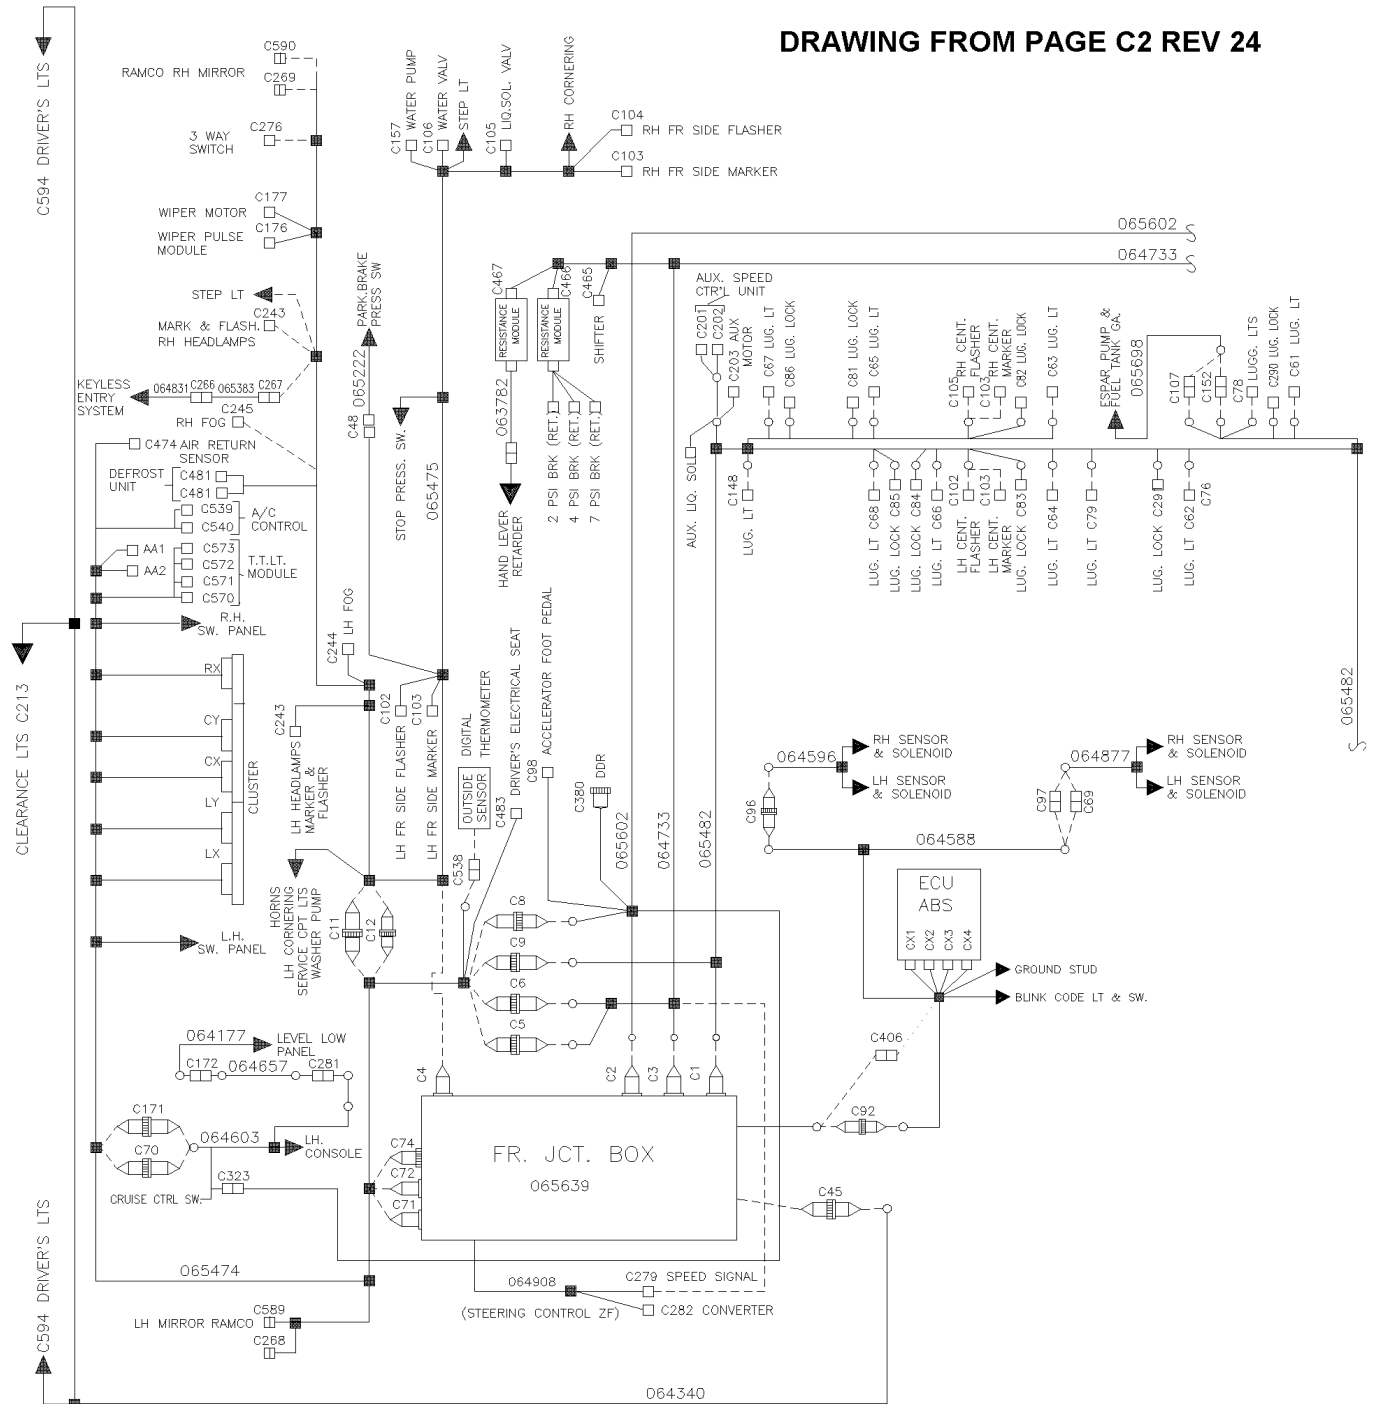 DRAWING FROM PAGE C2 REV 24
C594 DRIVER'S LTS
C590
RAMCO RH MIRROR
C269
C276
3 WAY
SWITCH
C177
WIPER MOTOR
C176
WIPER PULSE
MODULE
STEP LT
C243
MARK & FLASH.
RH HEADLAMPS
KEYLESS
ENTRY
SYSTEM
064831
C266
065383
C267
C245
RH FOG
C474 AIR RETURN
SENSOR
DEFROST
UNIT
C481
C481
C539
C540
A/C
CONTROL
AA1
AA2
C573
C572
C571
C570
T.T.LT.
MODULE
R.H.
SW. PANEL
CLEARANCE LTS C213
RX
CY
CX
LY
LX
CLUSTER
L.H.
SW. PANEL
C157
WATER PUMP
C106
WATER VALV
STEP LT
C105
LIQ.SOL. VALV
RH CORNERING
C104
RH FR SIDE FLASHER
C103
RH FR SIDE MARKER
PARK.BRAKE
PRESS SW
065222
C48
STOP PRESS. SW.
065475
C467
RESISTANCE
MODULE
C466
RESISTANCE
MODULE
C465
SHIFTER
063782
HAND LEVER
RETARDER
2 PSI BRK (RET.)
4 PSI BRK (RET.)
7 PSI BRK (RET.)
065602
064733
AUX. SPEED
CTR'L UNIT
C201
C202
C203 AUX
MOTOR
AUX. LIQ. SOL
C67 LUG. LT
C86 LUG. LOCK
C81 LUG. LOCK
C65 LUG. LT
C105
RH CENT.
FLASHER
C103
RH CENT.
MARKER
C82 LUG. LOCK
C63 LUG. LT
ESPAR PUMP &
FUEL TANK GA.
065698
C107
C152
C78
LUGG. LTS
C290 LUG. LOCK
C61 LUG. LT
C148
LUG. LT
LUG. LT C68
LUG. LOCK C85
LUG. LOCK C84
LUG. LT C66
C102
LH CENT.
FLASHER
C103
LH CENT.
MARKER
LUG. LOCK C83
LUG. LT C64
LUG. LT C79
LUG. LOCK C291
LUG. LT C62
C76
065482
C244
LH FOG
C243
LH HEADLAMPS
MARKER &
FLASHER
C102
LH FR SIDE FLASHER
C103
LH FR SIDE MARKER
DIGITAL
THERMOMETER
OUTSIDE
SENSOR
C538
C483
DRIVER'S ELECTRICAL SEAT
C98
ACCELERATOR FOOT PEDAL
C380
DDR
065602
064733
065482
HORNS
LH CORNERING
SERVICE CPT LTS
WASHER PUMP
C11
C12
C8
C9
C6
C5
064596
RH SENSOR
& SOLENOID
LH SENSOR
& SOLENOID
C96
064588
C97
C69
064877
RH SENSOR
& SOLENOID
LH SENSOR
& SOLENOID
ECU
ABS
CX1
CX2
CX3
CX4
GROUND STUD
BLINK CODE LT & SW.
C406
C92
C45
064177
LEVEL LOW
PANEL
C172
064657
C281
C171
064603
C70
LH.
CONSOLE
CRUISE CTRL SW.
C323
C4
C2
C3
C1
C74
C72
C71
FR. JCT. BOX
065639
065474
C589
LH MIRROR RAMCO
C268
064908
C279 SPEED SIGNAL
(STEERING CONTROL ZF)
C282 CONVERTER
C594 DRIVER'S LTS
064340